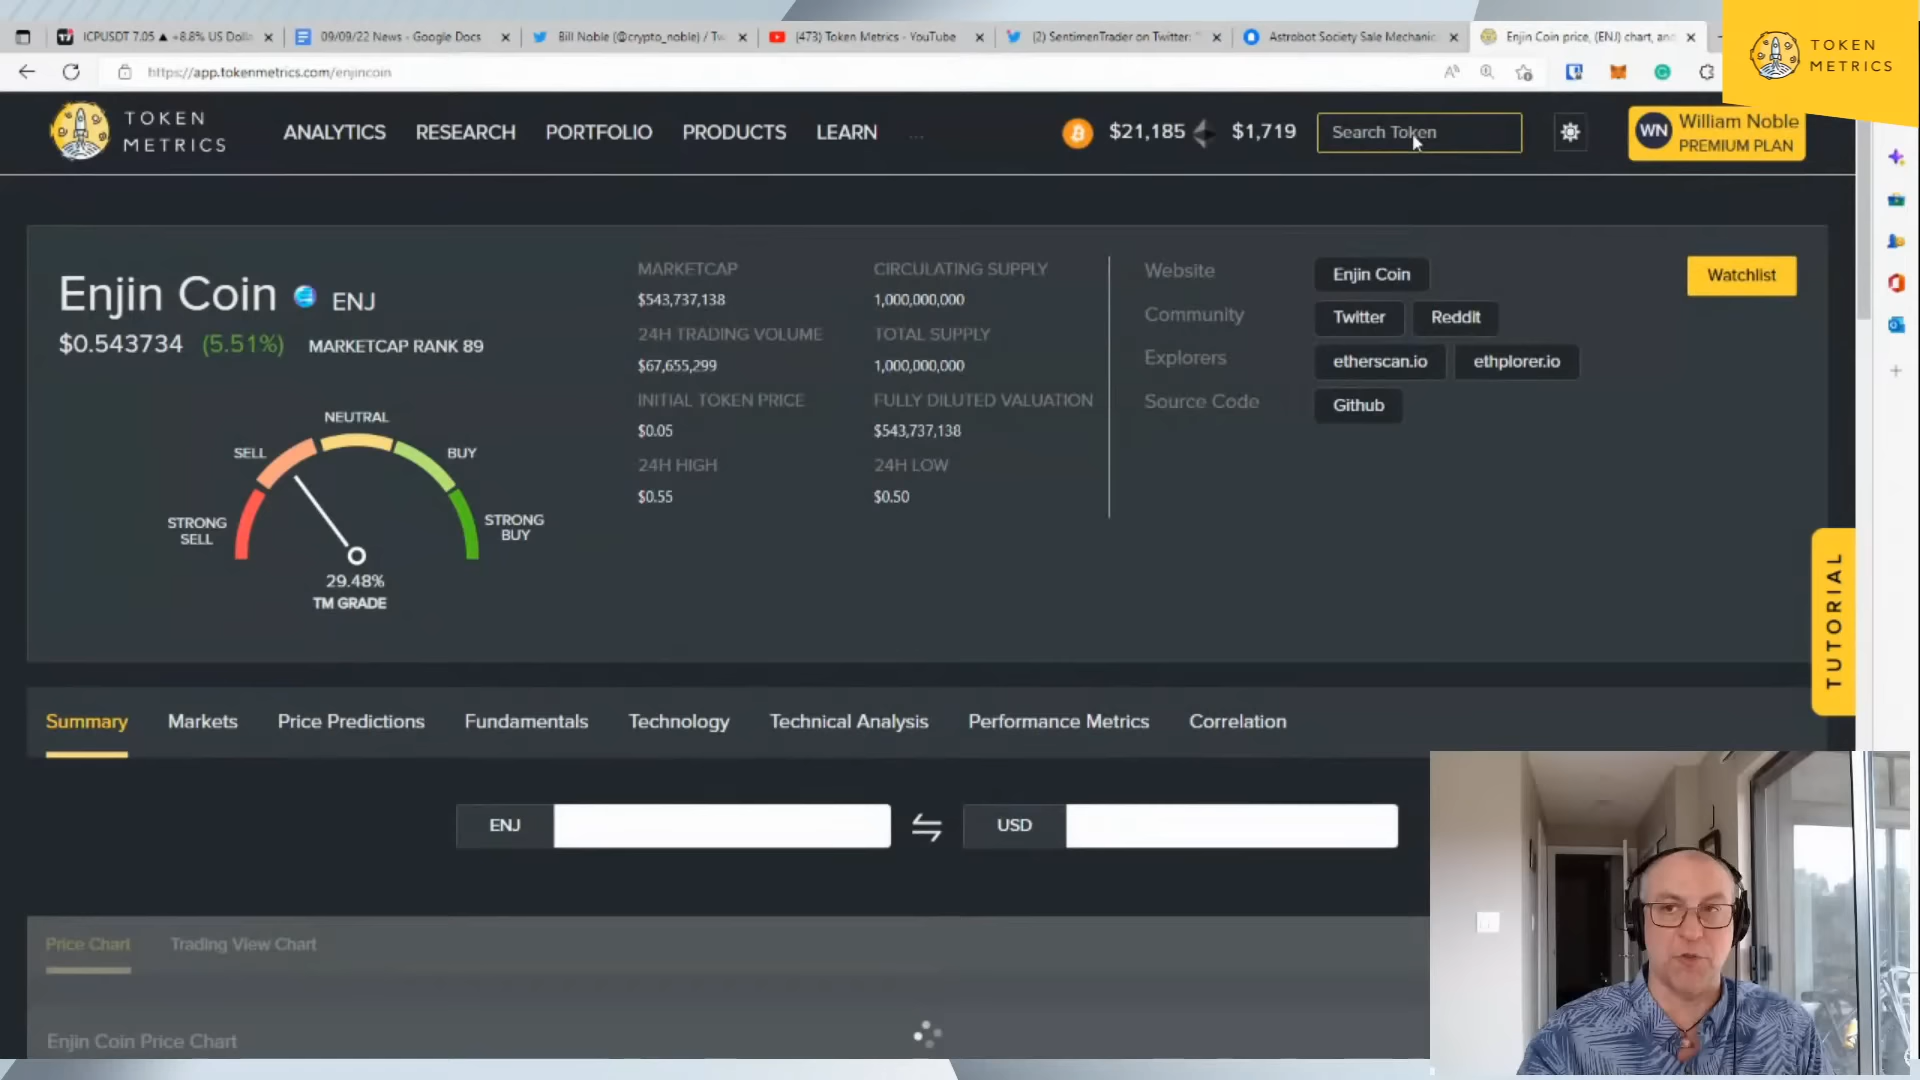 ICPUSDT 7.05 ▲ +8.8% US Dolla
09/09/22 News - Google Docs
Bill Noble (@crypto_noble) / Tw
(473) Token Metrics - YouTube
(2) SentimenTrader on Twitter: "
Astrobot Society Sale Mechanic
Enjin Coin price, (ENJ) chart, and
TOKEN
METRICS
https://app.tokenmetrics.com/enjincoin
TOKEN
METRICS
ANALYTICS
RESEARCH
PORTFOLIO
PRODUCTS
LEARN
...
$21,185
$1,719
Search Token
WN
William Noble
PREMIUM PLAN
Enjin Coin ENJ
$0.543734 (5.51%) MARKETCAP RANK 89
NEUTRAL
SELL
BUY
STRONG
SELL
STRONG
BUY
29.48%
TM GRADE
MARKETCAP
$543,737,138
24H TRADING VOLUME
$67,655,299
INITIAL TOKEN PRICE
$0.05
24H HIGH
$0.55
CIRCULATING SUPPLY
1,000,000,000
TOTAL SUPPLY
1,000,000,000
FULLY DILUTED VALUATION
$543,737,138
24H LOW
$0.50
Website Enjin Coin
Community Twitter Reddit
Explorers etherscan.io ethplorer.io
Source Code Github
Watchlist
TUTORIAL
Summary Markets Price Predictions Fundamentals Technology Technical Analysis Performance Metrics Correlation
ENJ
USD
Price Chart Trading View Chart
Enjin Coin Price Chart